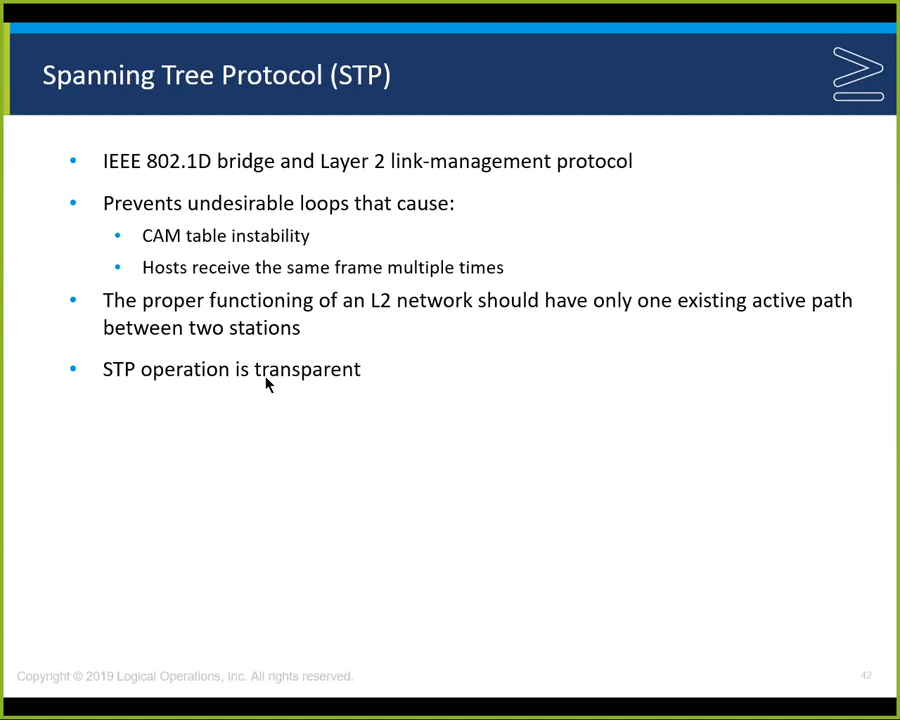 Spanning Tree Protocol (STP)
• IEEE 802.1D bridge and Layer 2 link-management protocol
• Prevents undesirable loops that cause:
• CAM table instability
• Hosts receive the same frame multiple times
• The proper functioning of an L2 network should have only one existing active path
between two stations
• STP operation is transparent
Copyright © 2019 Logical Operations, Inc. All rights reserved.
42